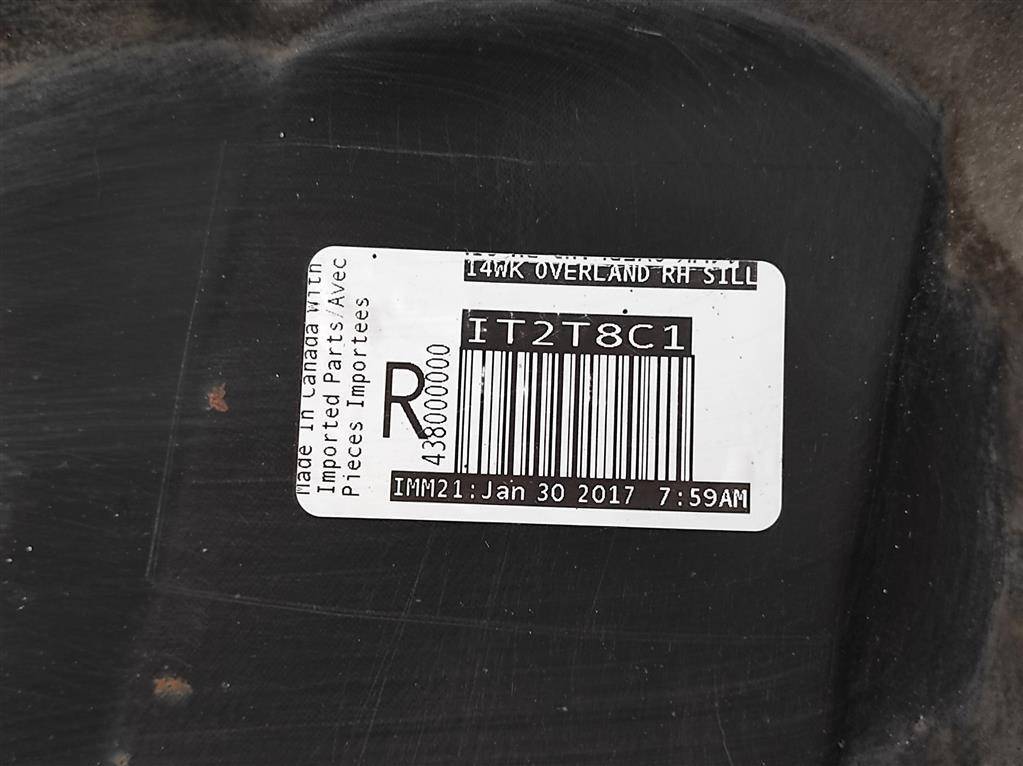 I4WK OVERLAND RH SILL
IT2T8C1
R
438000000
IMM21:Jan 30 2017 7:59AM
Made In Canada With
Imported Parts/Avec
Pieces Importees